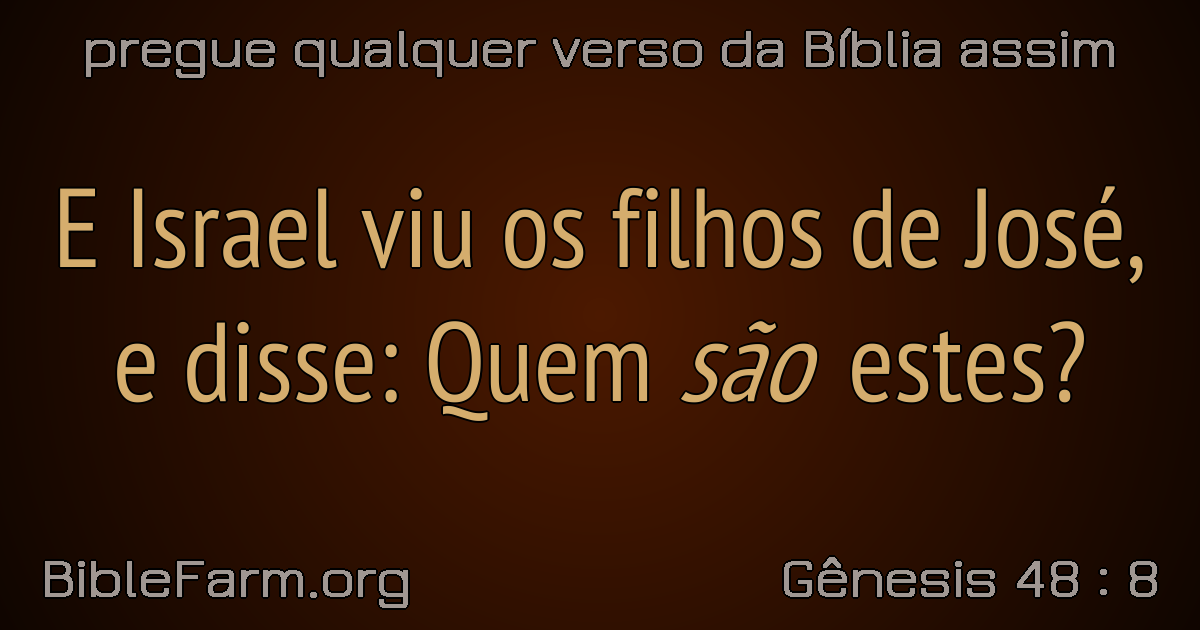 pregue qualquer verso da Bíblia assim
E Israel viu os filhos de José,
e disse: Quem são estes?
BibleFarm.org
Gênesis 48 : 8